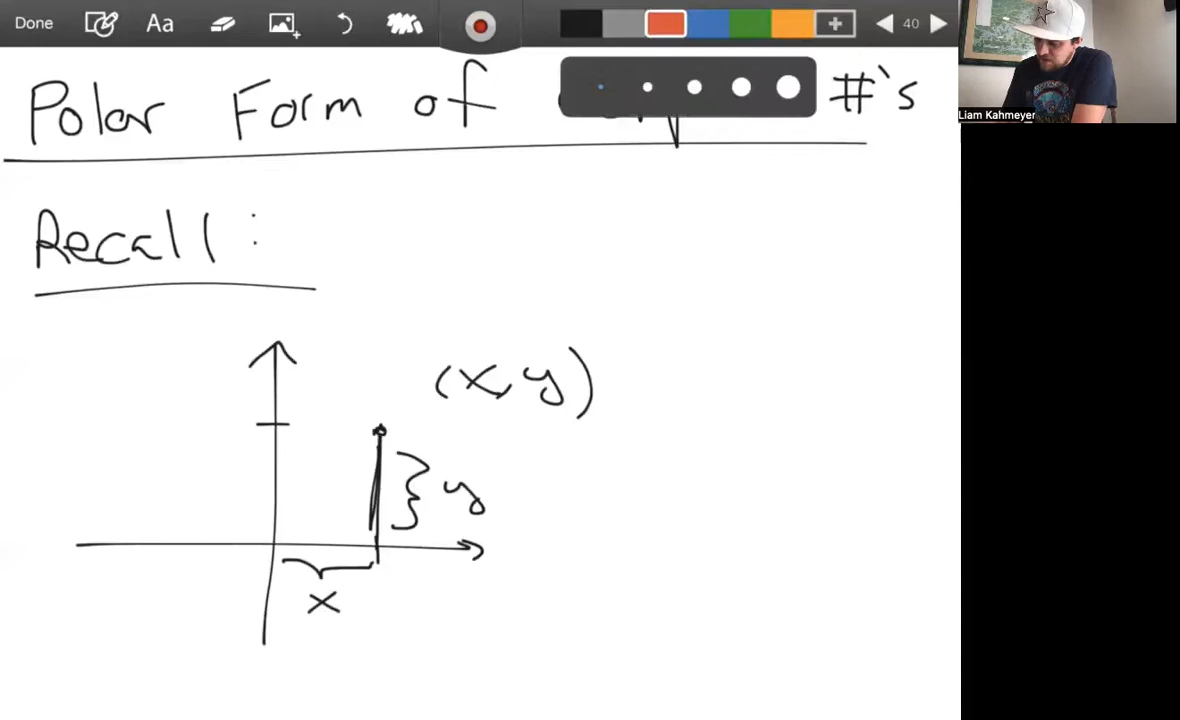 Done Aa 40
Liam Kahmeyer
Polar Form of #'s
Recall:
(x, y)
y
x